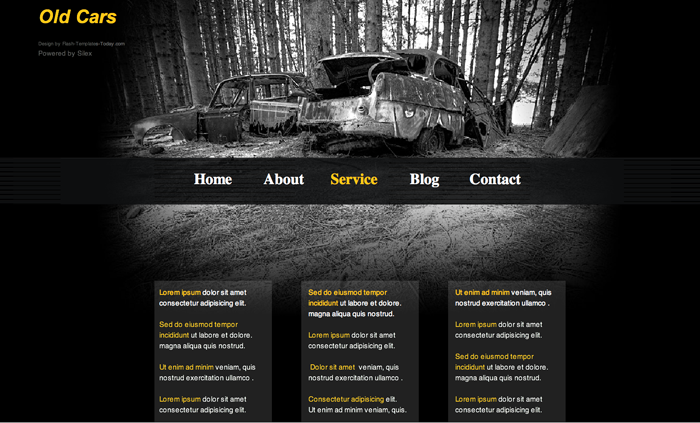 Old Cars
Design by Flash-Templates-Today.com
Powered by Silex
Home About Service Blog Contact
Lorem ipsum dolor sit amet
consectetur adipisicing elit.
Sed do eiusmod tempor
incididunt ut labore et dolore.
magna aliqua quis nostrud.
Ut enim ad minim veniam, quis
nostrud exercitation ullamco .
Lorem ipsum dolor sit amet
consectetur adipisicing elit.
Sed do eiusmod tempor
incididunt ut labore et dolore.
magna aliqua quis nostrud.
Lorem ipsum dolor sit amet
consectetur adipisicing elit.
Dolor sit amet veniam, quis
nostrud exercitation ullamco .
Consectetur adipisicing elit.
Ut enim ad minim veniam, quis.
Ut enim ad minim veniam, quis
nostrud exercitation ullamco .
Lorem ipsum dolor sit amet
consectetur adipisicing elit.
Sed do eiusmod tempor
incididunt ut labore et dolore.
magna aliqua quis nostrud.
Lorem ipsum dolor sit amet
consectetur adipisicing elit.